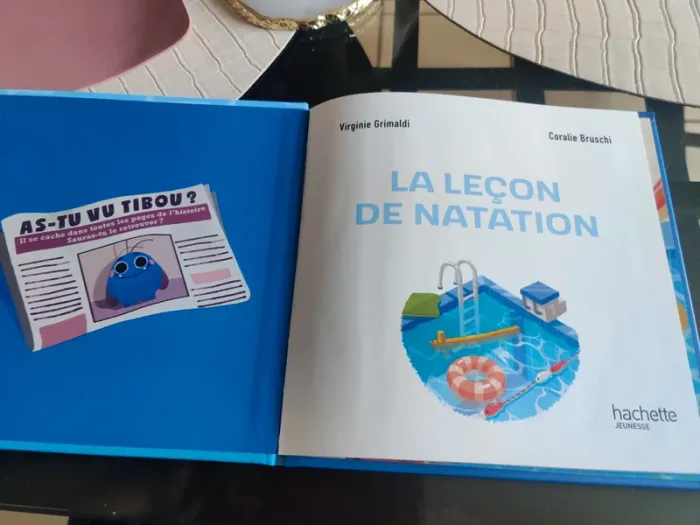 AS-TU VU TIBOU ?
Il se cache dans toutes les pages de l'histoire
Sauras-tu le retrouver ?
Virginie Grimaldi
Coralie Bruschi
LA LEÇON
DE NATATION
hachette
JEUNESSE